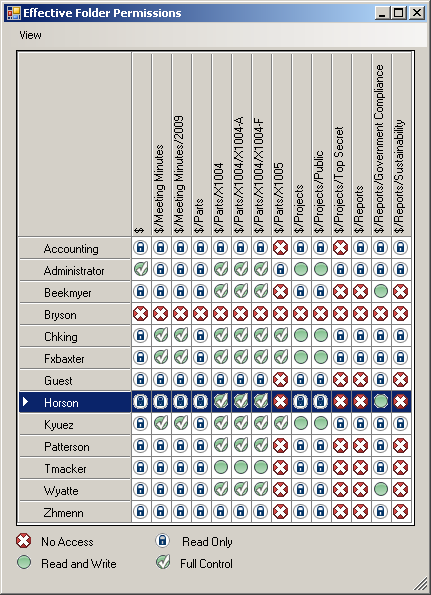 Effective Folder Permissions
View
$
$/Meeting Minutes
$/Meeting Minutes/2009
$/Parts
$/Parts/X1004
$/Parts/X1004/X1004-A
$/Parts/X1004/X1004-F
$/Parts/X1005
$/Projects
$/Projects/Public
$/Projects/Top Secret
$/Reports
$/Reports/Government Compliance
$/Reports/Sustainability
Accounting
Administrator
Beekmyer
Bryson
Chking
Fxbaxter
Guest
Horson
Kyuez
Patterson
Tmacker
Wyatte
Zhmenn
No Access
Read Only
Read and Write
Full Control